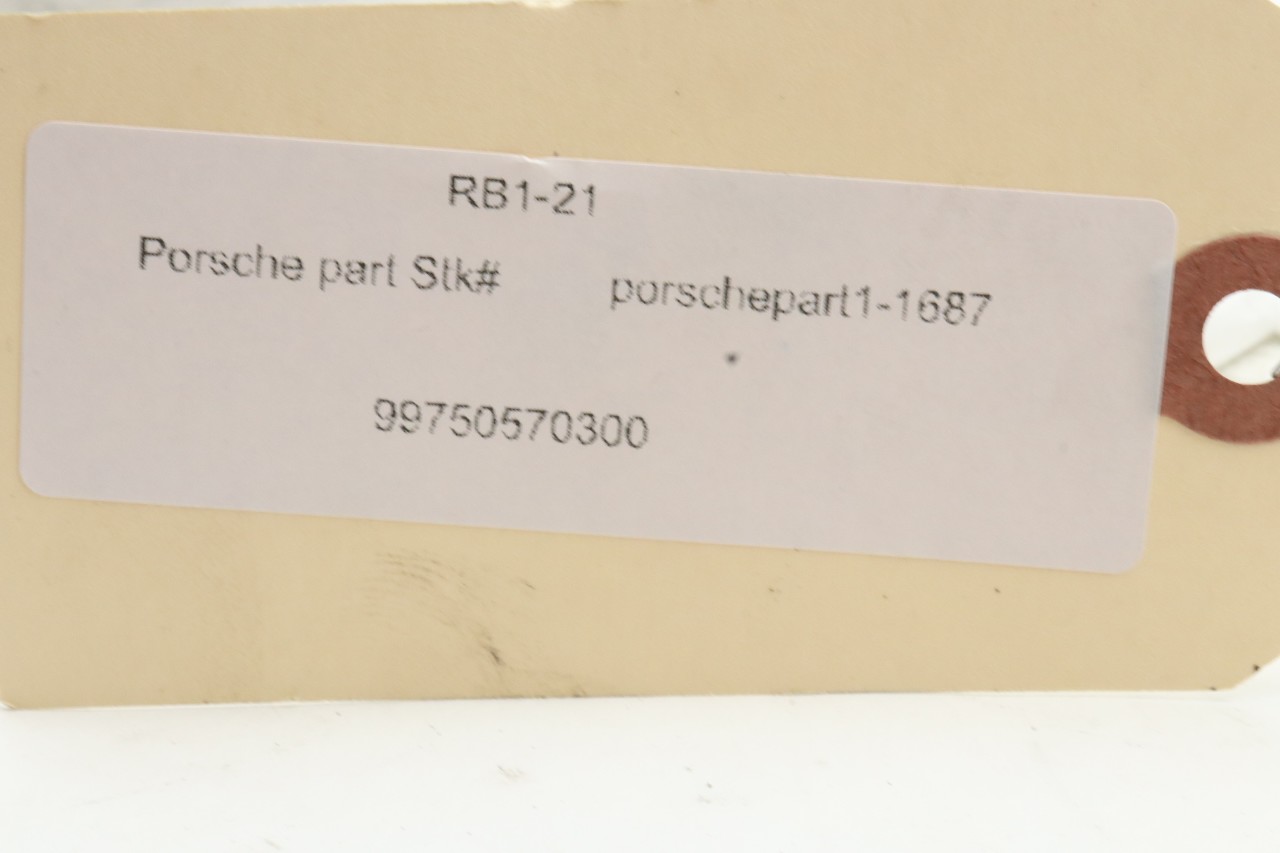 RB1-21
Porsche part Stk# porschepart1-1687
99750570300